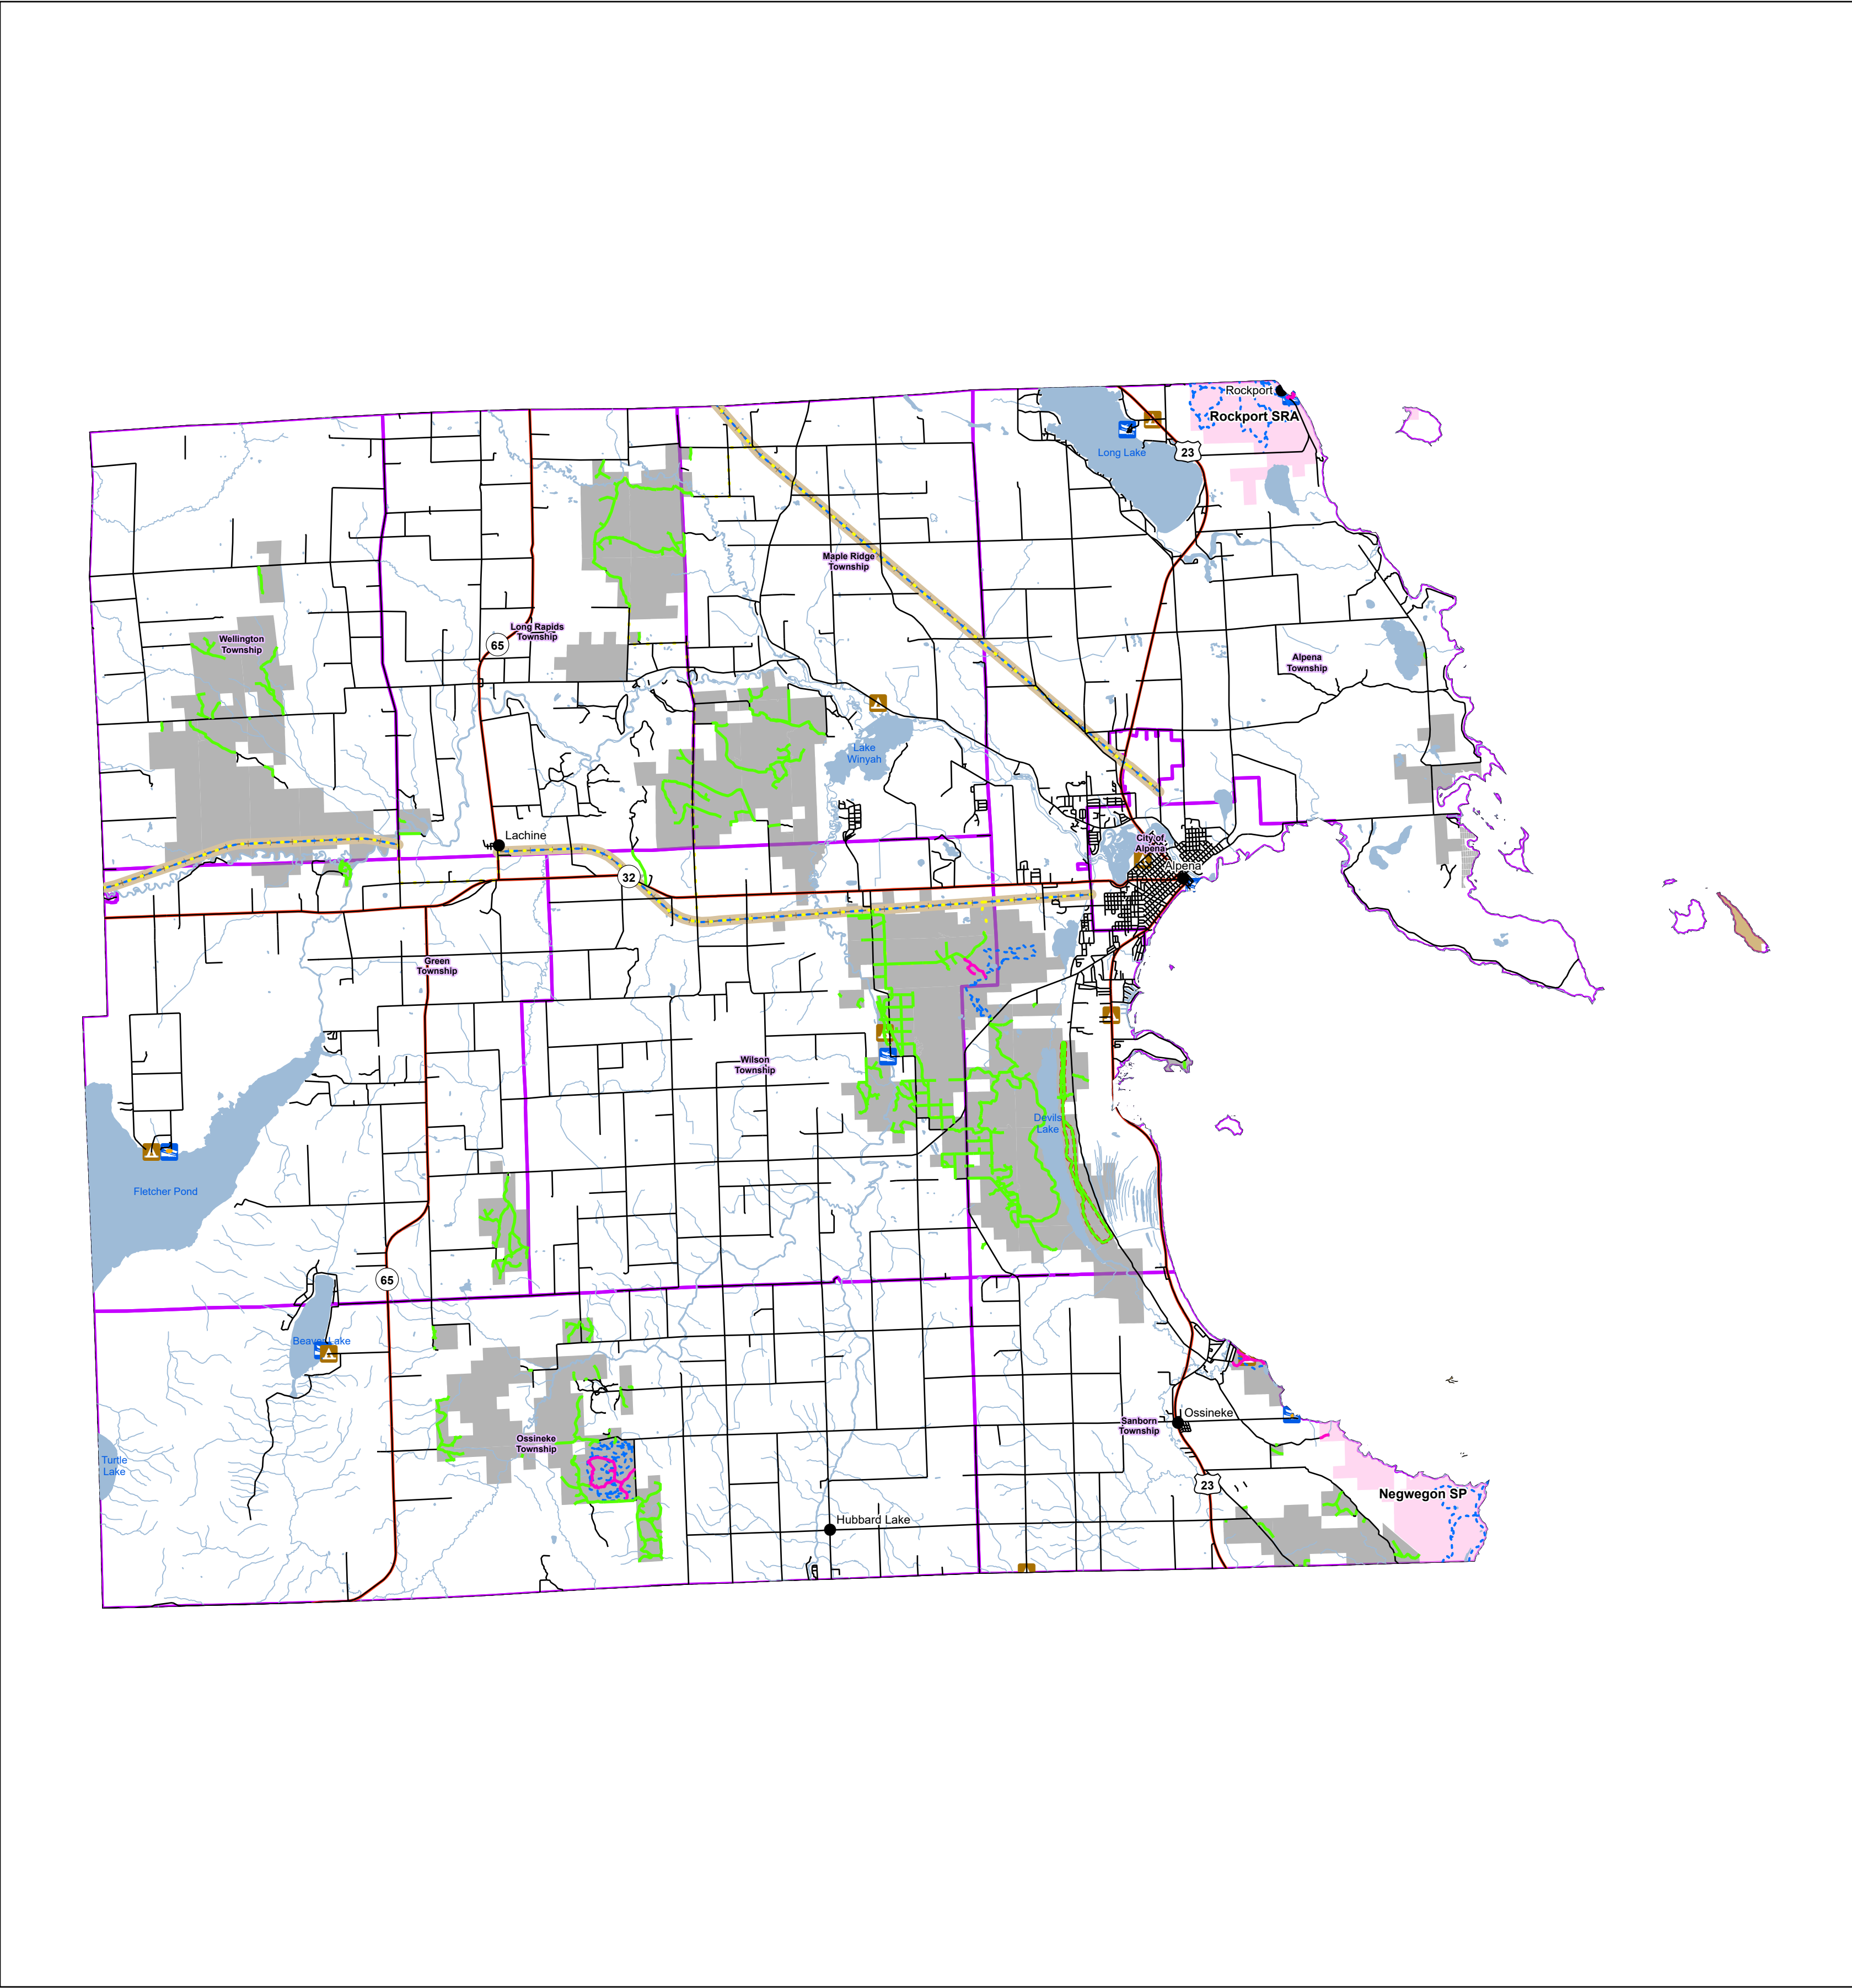 Rockport
Rockport SRA
Long Lake
23
Maple Ridge
Township
Long Rapids
Township
65
Wellington
Township
Alpena
Township
Lake
Winyah
Lachine
City of
Alpena
Alpena
32
Green
Township
Wilson
Township
Devils
Lake
Fletcher Pond
65
Beaver Lake
Ossineke
Sanborn
Township
Ossineke
Township
Turtle
Lake
23
Negwegon SP
Hubbard Lake